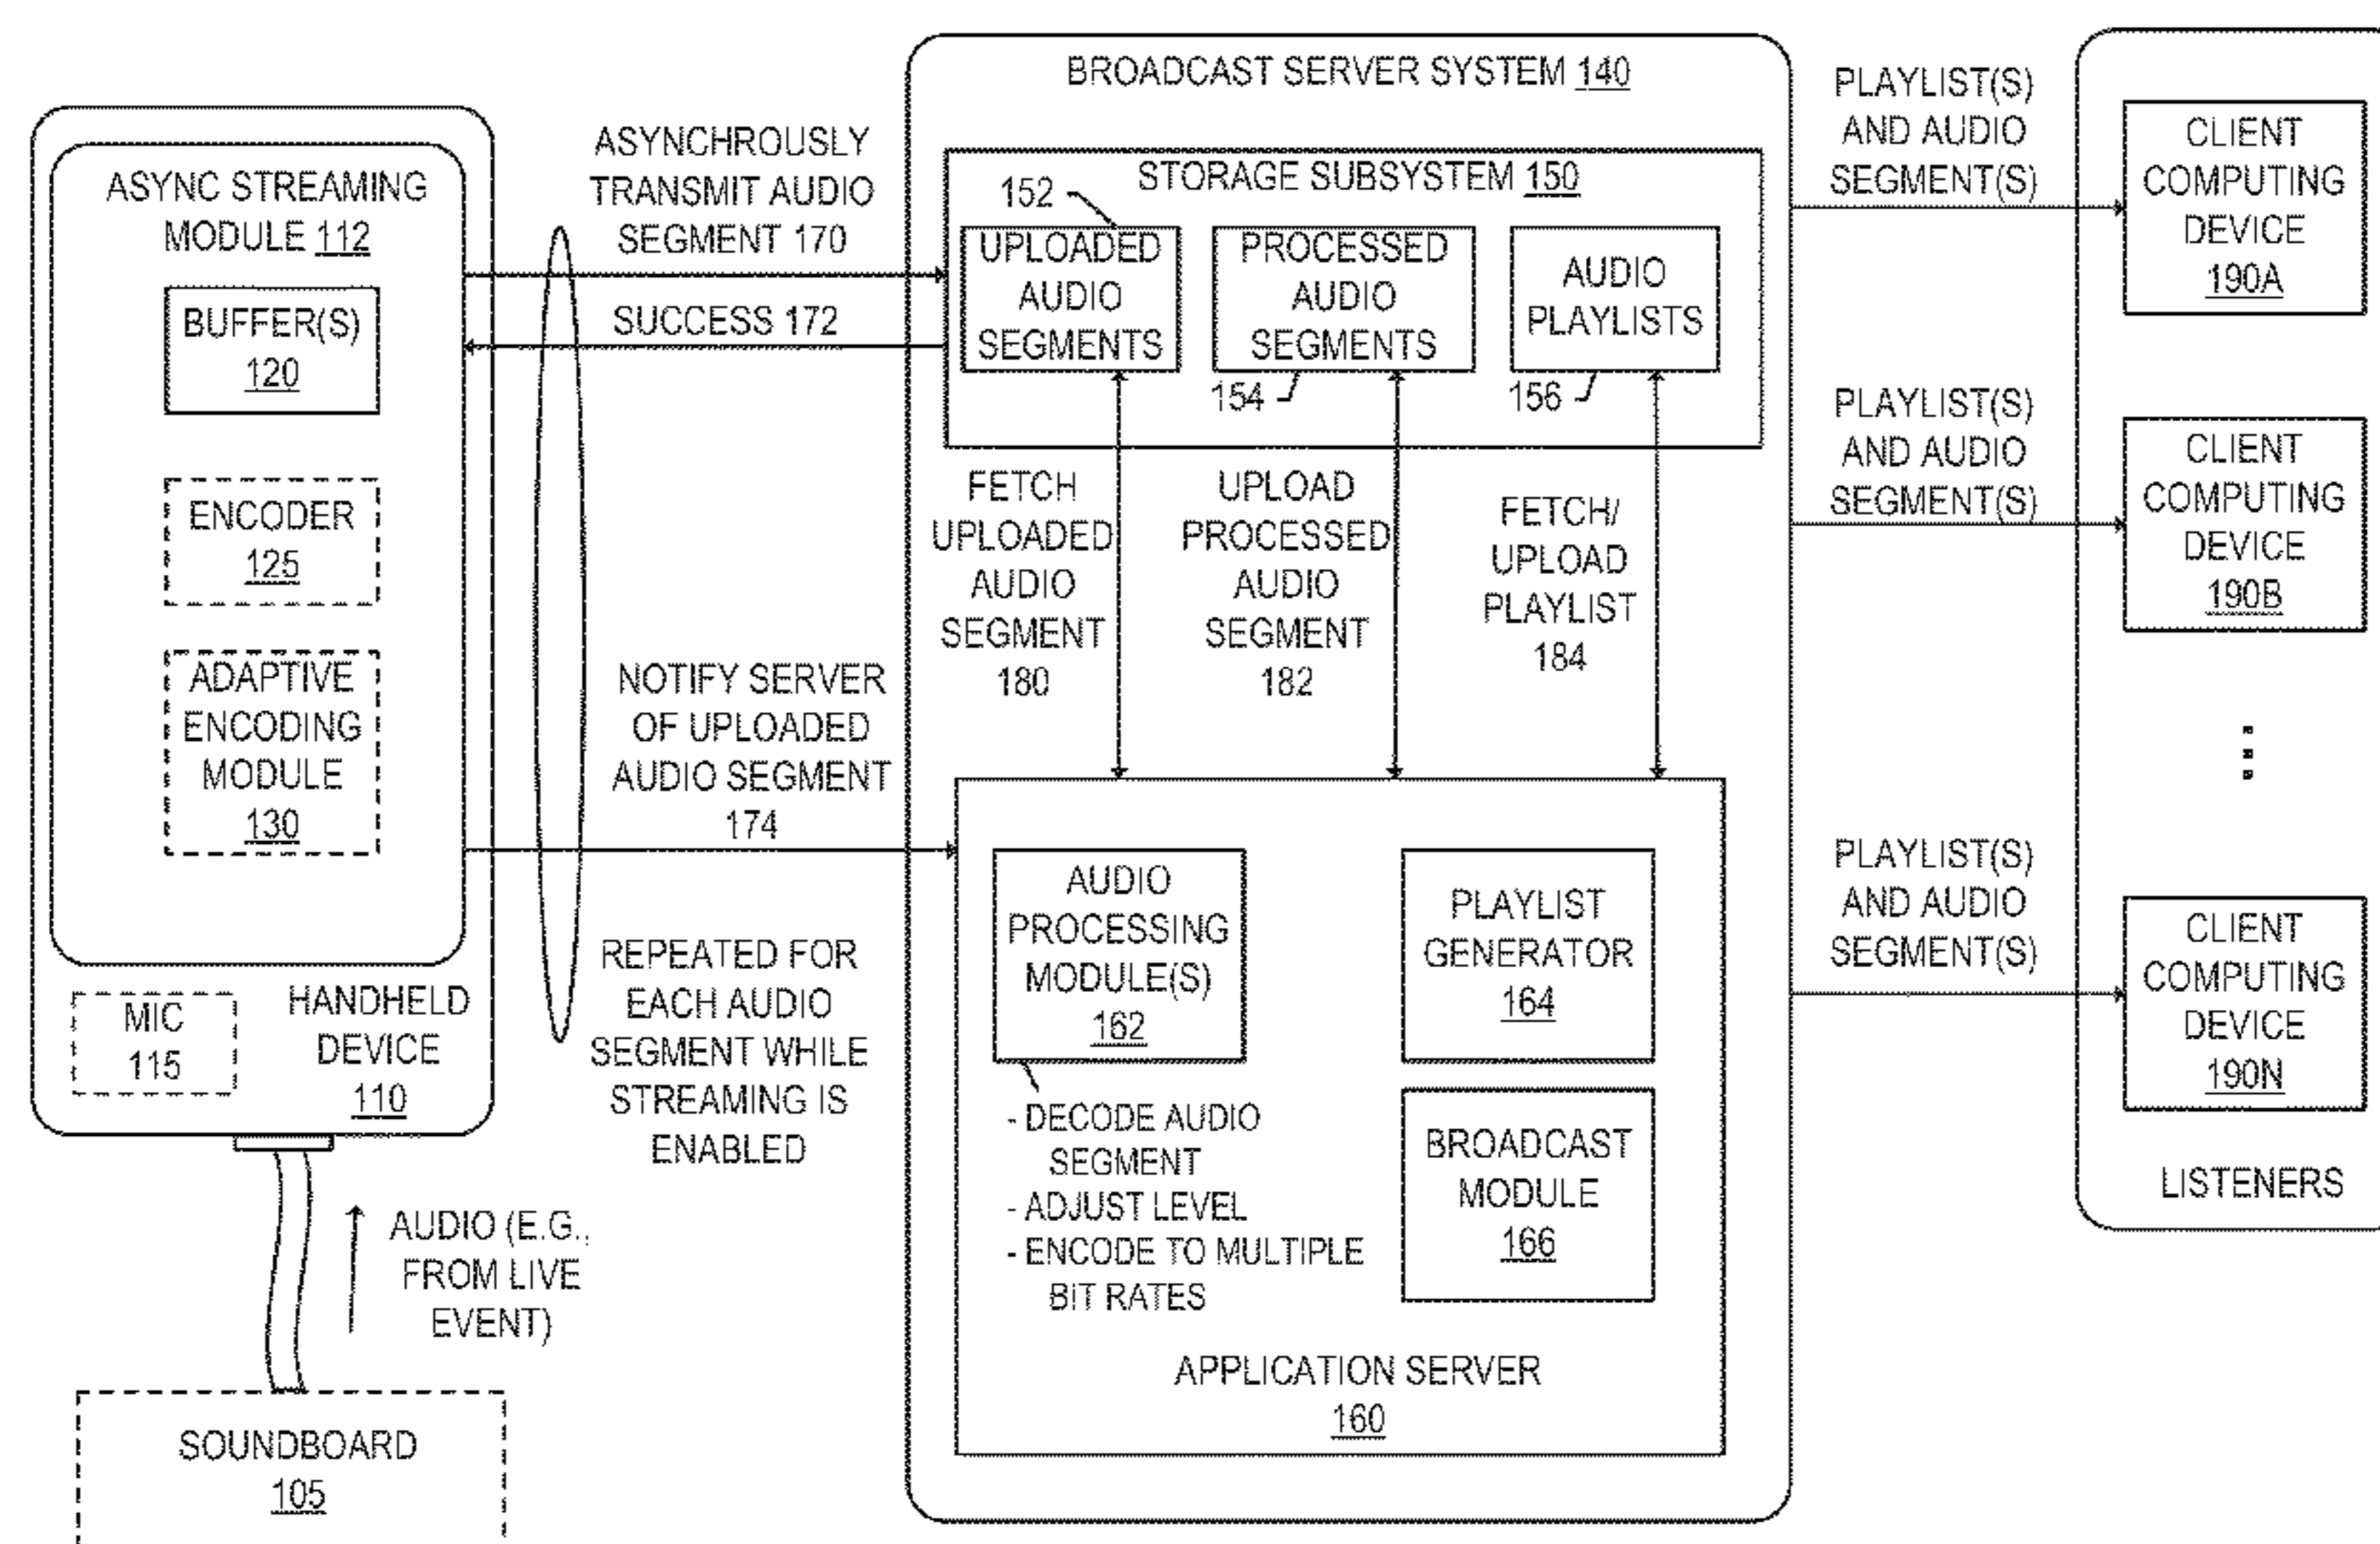 ASYNC STREAMING
MODULE 112
BUFFER(S)
120
ENCODER
125
ADAPTIVE
ENCODING
MODULE
130
MIC
115
HANDHELD
DEVICE
110
AUDIO (E.G.,
FROM LIVE
EVENT)
SOUNDBOARD
105
ASYNCHROUSLY
TRANSMIT AUDIO
SEGMENT 170
SUCCESS 172
NOTIFY SERVER
OF UPLOADED
AUDIO SEGMENT
174
REPEATED FOR
EACH AUDIO
SEGMENT WHILE
STREAMING IS
ENABLED
BROADCAST SERVER SYSTEM 140
STORAGE SUBSYSTEM 150
152
UPLOADED
AUDIO
SEGMENTS
PROCESSED
AUDIO
SEGMENTS
154
AUDIO
PLAYLISTS
156
FETCH
UPLOADED
AUDIO
SEGMENT
180
UPLOAD
PROCESSED
AUDIO
SEGMENT
182
FETCH/
UPLOAD
PLAYLIST
184
AUDIO
PROCESSING
MODULE(S)
162
- DECODE AUDIO
SEGMENT
- ADJUST LEVEL
- ENCODE TO MULTIPLE
BIT RATES
PLAYLIST
GENERATOR
164
BROADCAST
MODULE
166
APPLICATION SERVER
160
PLAYLIST(S)
AND AUDIO
SEGMENT(S)
PLAYLIST(S)
AND AUDIO
SEGMENT(S)
PLAYLIST(S)
AND AUDIO
SEGMENT(S)
CLIENT
COMPUTING
DEVICE
190A
CLIENT
COMPUTING
DEVICE
190B
CLIENT
COMPUTING
DEVICE
190N
LISTENERS